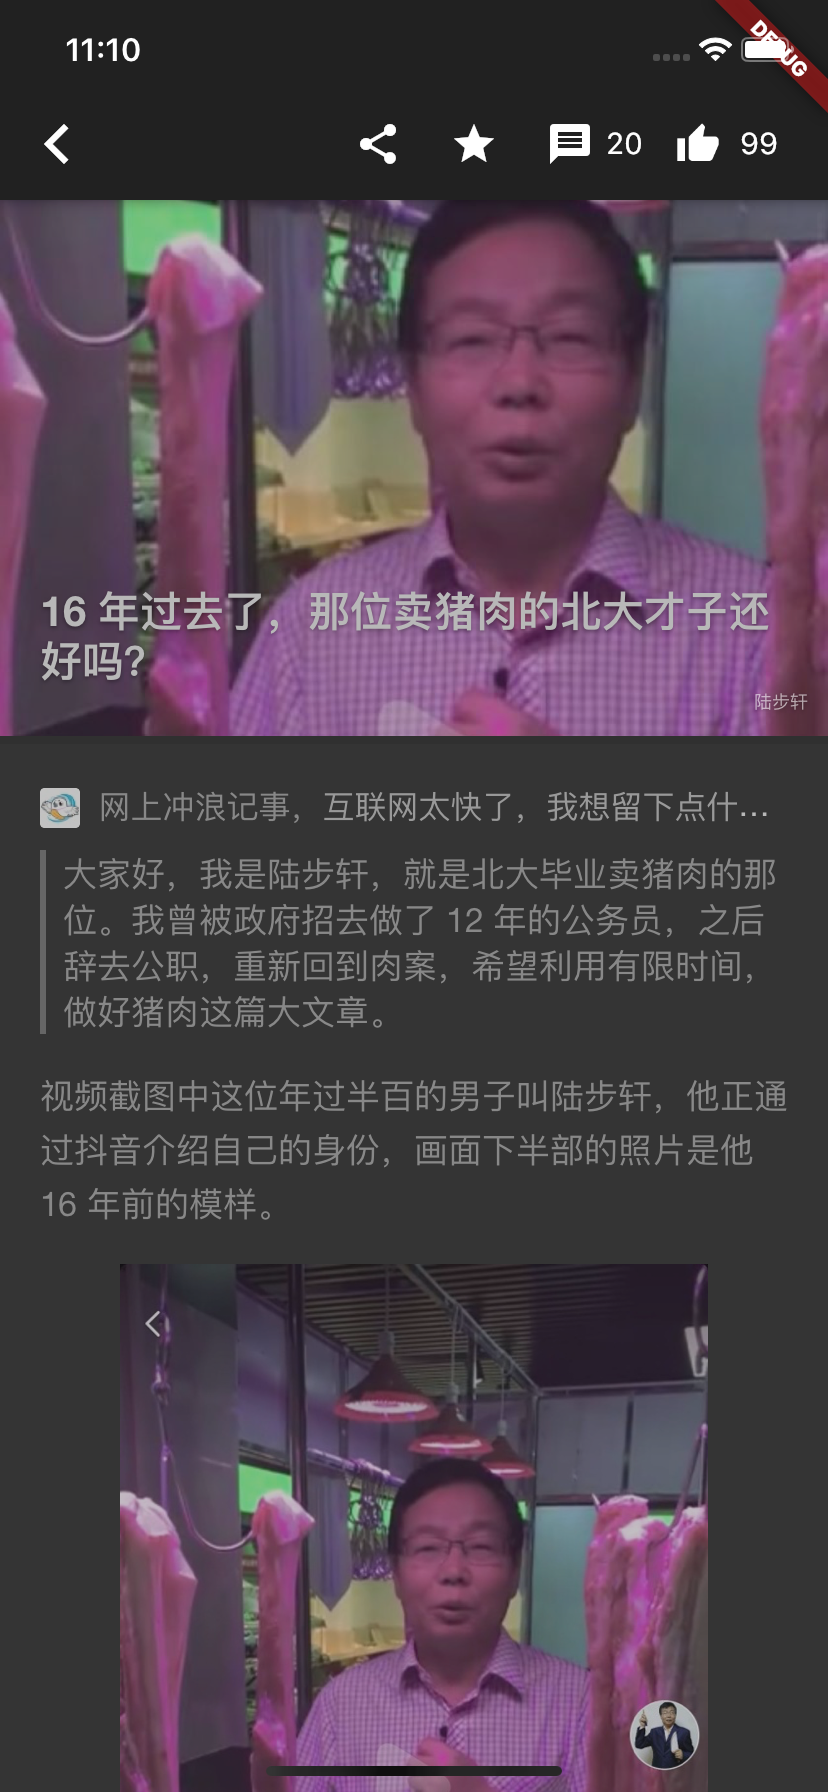 11:10
DEBUG
20
99
16 年过去了，那位卖猪肉的北大才子还
好吗?
陆步轩
网上冲浪记事，互联网太快了，我想留下点什…
大家好，我是陆步轩，就是北大毕业卖猪肉的那
位。我曾被政府招去做了 12 年的公务员，之后
辞去公职，重新回到肉案，希望利用有限时间，
做好猪肉这篇大文章。
视频截图中这位年过半百的男子叫陆步轩，他正通
过抖音介绍自己的身份，画面下半部的照片是他
16 年前的模样。